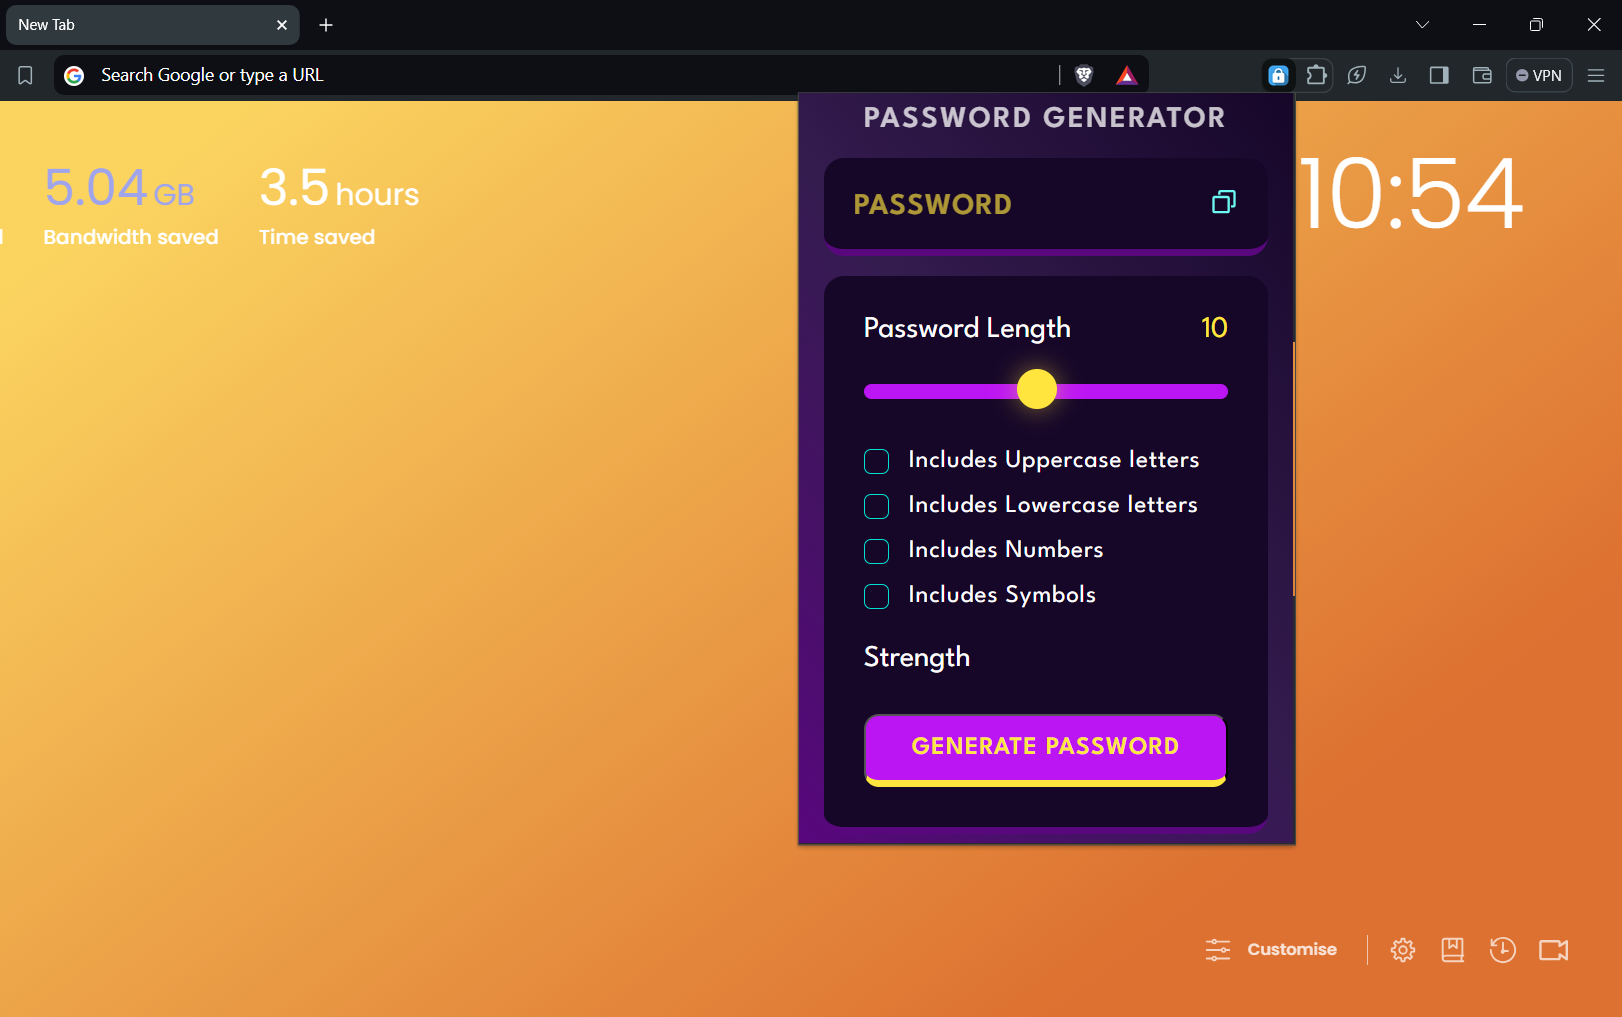 New Tab
Search Google or type a URL
VPN
5.04 GB
Bandwidth saved
3.5 hours
Time saved
10:54
PASSWORD GENERATOR
PASSWORD
Password Length 10
Includes Uppercase letters
Includes Lowercase letters
Includes Numbers
Includes Symbols
Strength
GENERATE PASSWORD
Customise